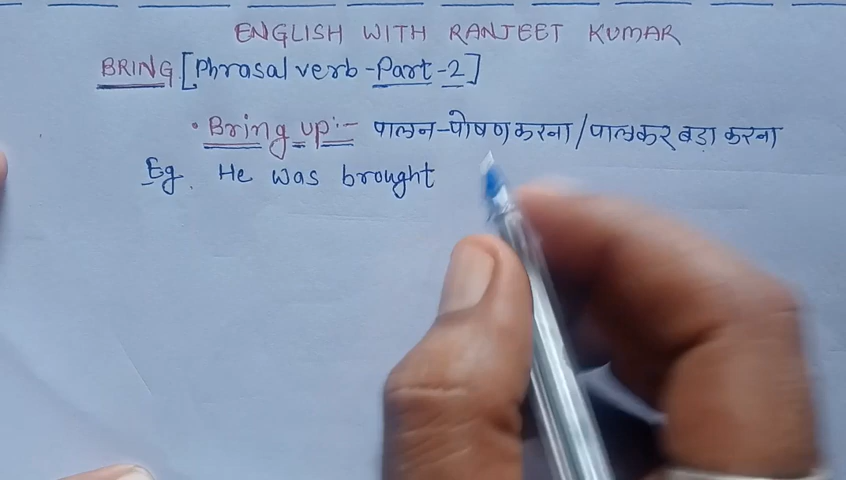 ENGLISH WITH RANJEET KUMAR
BRING [Phrasal verb-Part-2]
• Bring up:- पालन-पोषण करना/पालकर बड़ा करना
Eg. He was brought